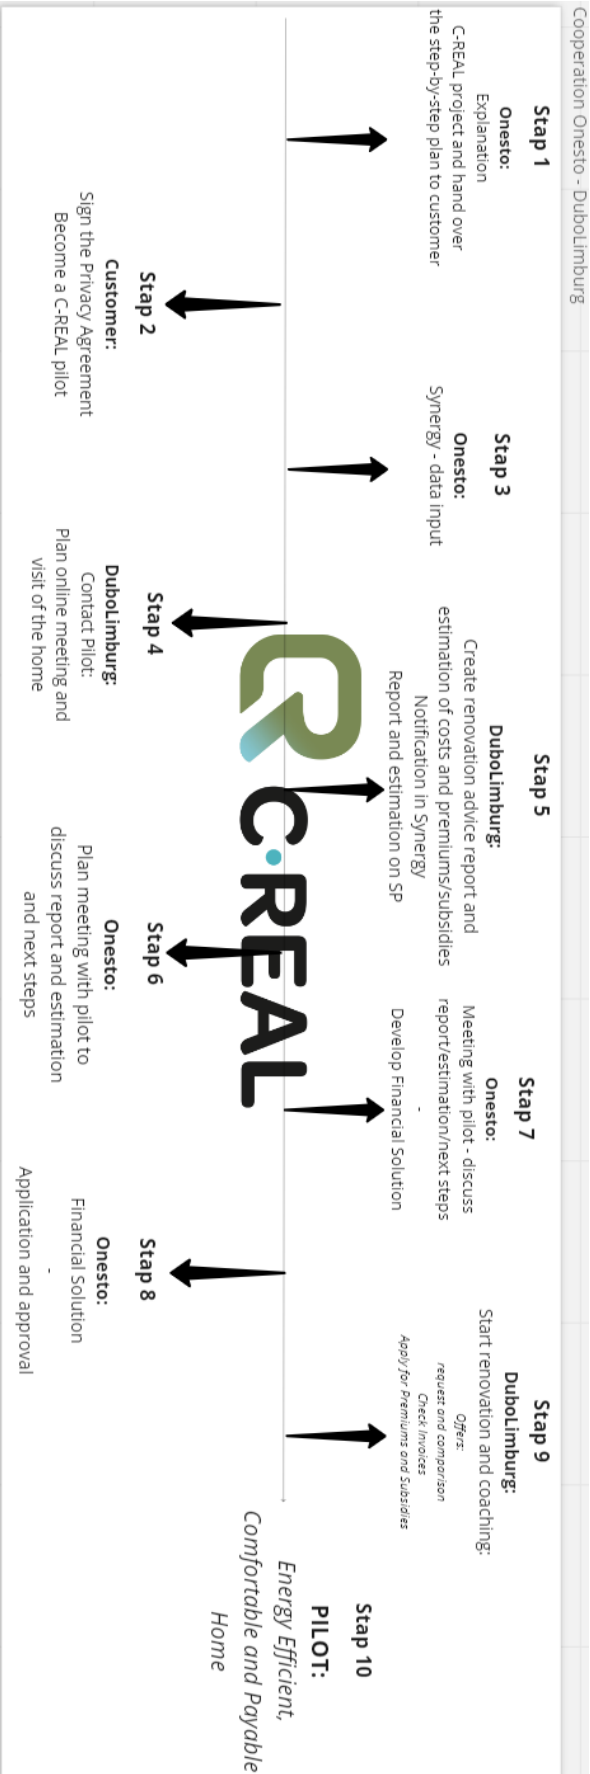 Cooperation Onesto - DuboLimburg
Stap 1
Onesto:
Explanation
C-REAL project and hand over
the step-by-step plan to customer
Stap 2
Customer:
Sign the Privacy Agreement
Become a C-REAL pilot
Stap 3
Onesto:
Synergy - data input
Stap 4
DuboLimburg:
Contact Pilot:
Plan online meeting and
visit of the home
Stap 5
DuboLimburg:
Create renovation advice report and
estimation of costs and premiums/subsidies
Notification in Synergy
Report and estimation on SP
Stap 6
Onesto:
Plan meeting with pilot to
discuss report and estimation
and next steps
Stap 7
Onesto:
Meeting with pilot - discuss
report/estimation/next steps
-
Develop Financial Solution
Stap 8
Onesto:
Financial Solution
-
Application and approval
Stap 9
DuboLimburg:
Start renovation and coaching:
Offers:
request and comparison
Check Invoices
Apply for Premiums and Subsidies
Stap 10
PILOT:
Energy Efficient,
Comfortable and Payable
Home
C·REAL